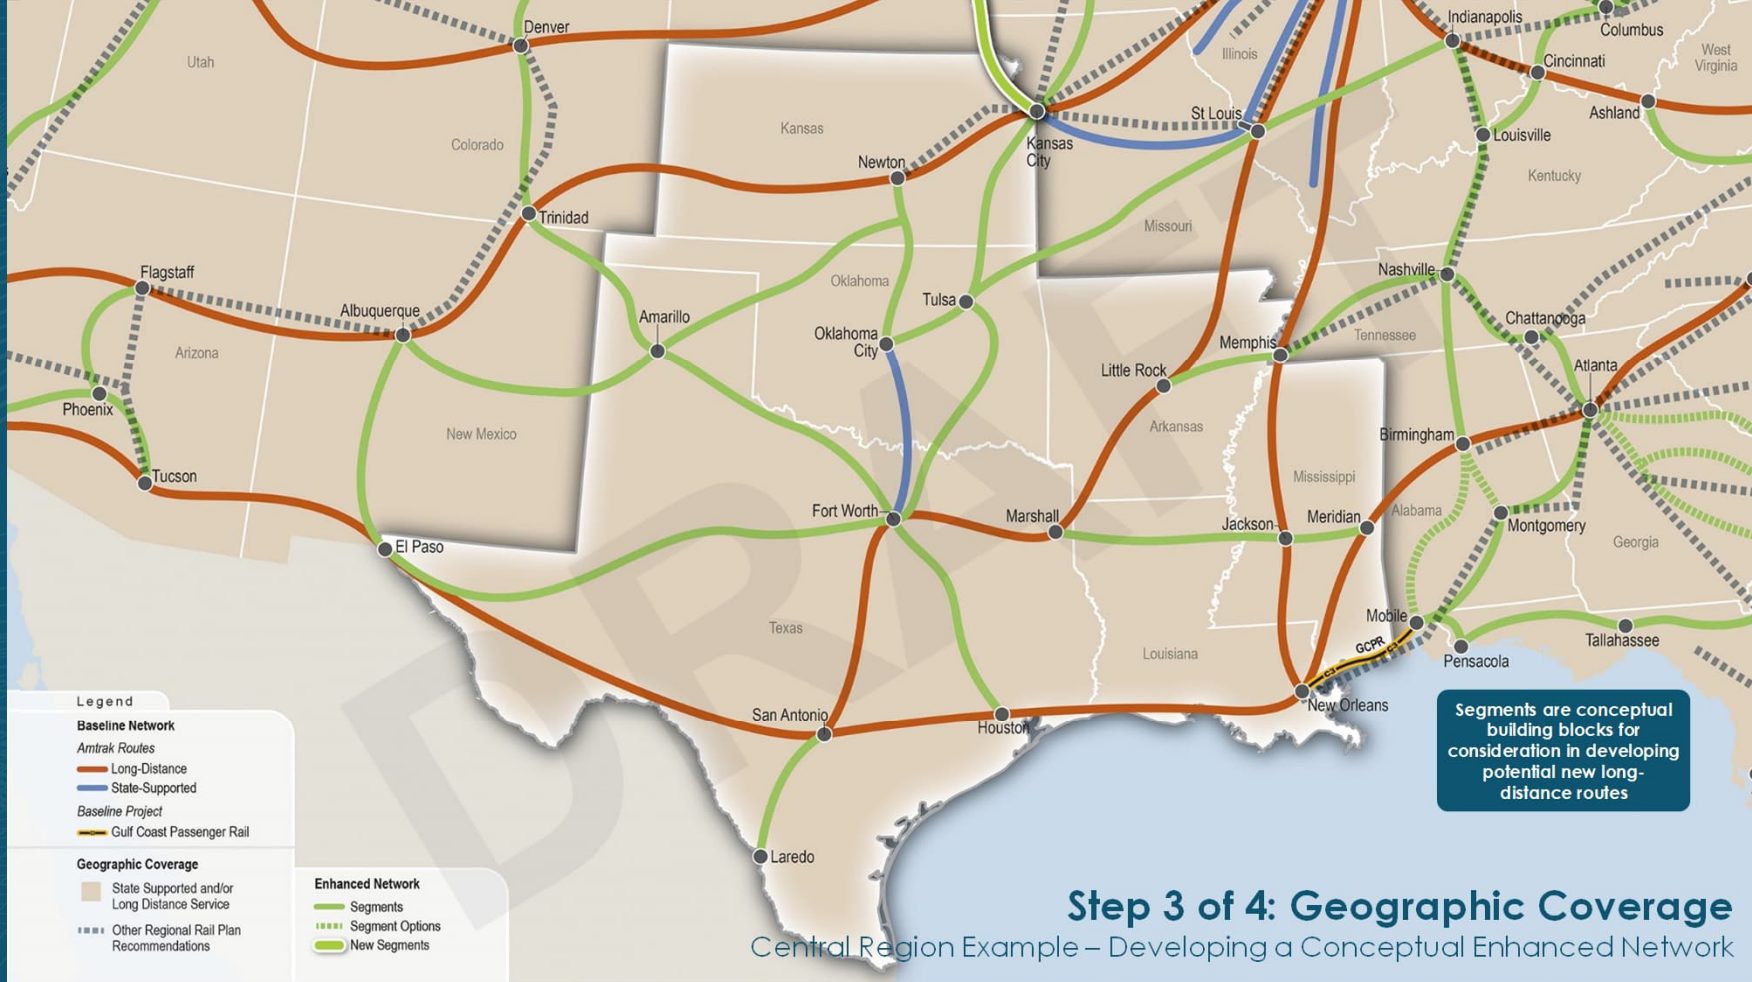 Denver
Indianapolis
Columbus
Utah
Illinois
West
Virginia
Cincinnati
Kansas
St Louis
Ashland
Colorado
Kansas
City
Louisville
Newton
Kentucky
Trinidad
Missouri
Flagstaff
Nashville
Oklahoma
Albuquerque
Amarillo
Tulsa
Chattanooga
Oklahoma
City
Memphis
Tennessee
Arizona
Little Rock
Atlanta
Phoenix
New Mexico
Arkansas
Birmingham
Tucson
Mississippi
Fort Worth
Marshall
Jackson
Meridian
Alabama
Montgomery
El Paso
Georgia
Texas
Mobile
GCPR
Louisiana
Pensacola
Tallahassee
San Antonio
Houston
New Orleans
Laredo
DRAFT
Segments are conceptual
building blocks for
consideration in developing
potential new long-
distance routes
Legend
Baseline Network
Amtrak Routes
Long-Distance
State-Supported
Baseline Project
Gulf Coast Passenger Rail
Geographic Coverage
State Supported and/or
Long Distance Service
Other Regional Rail Plan
Recommendations
Enhanced Network
Segments
Segment Options
New Segments
Step 3 of 4: Geographic Coverage
Central Region Example – Developing a Conceptual Enhanced Network